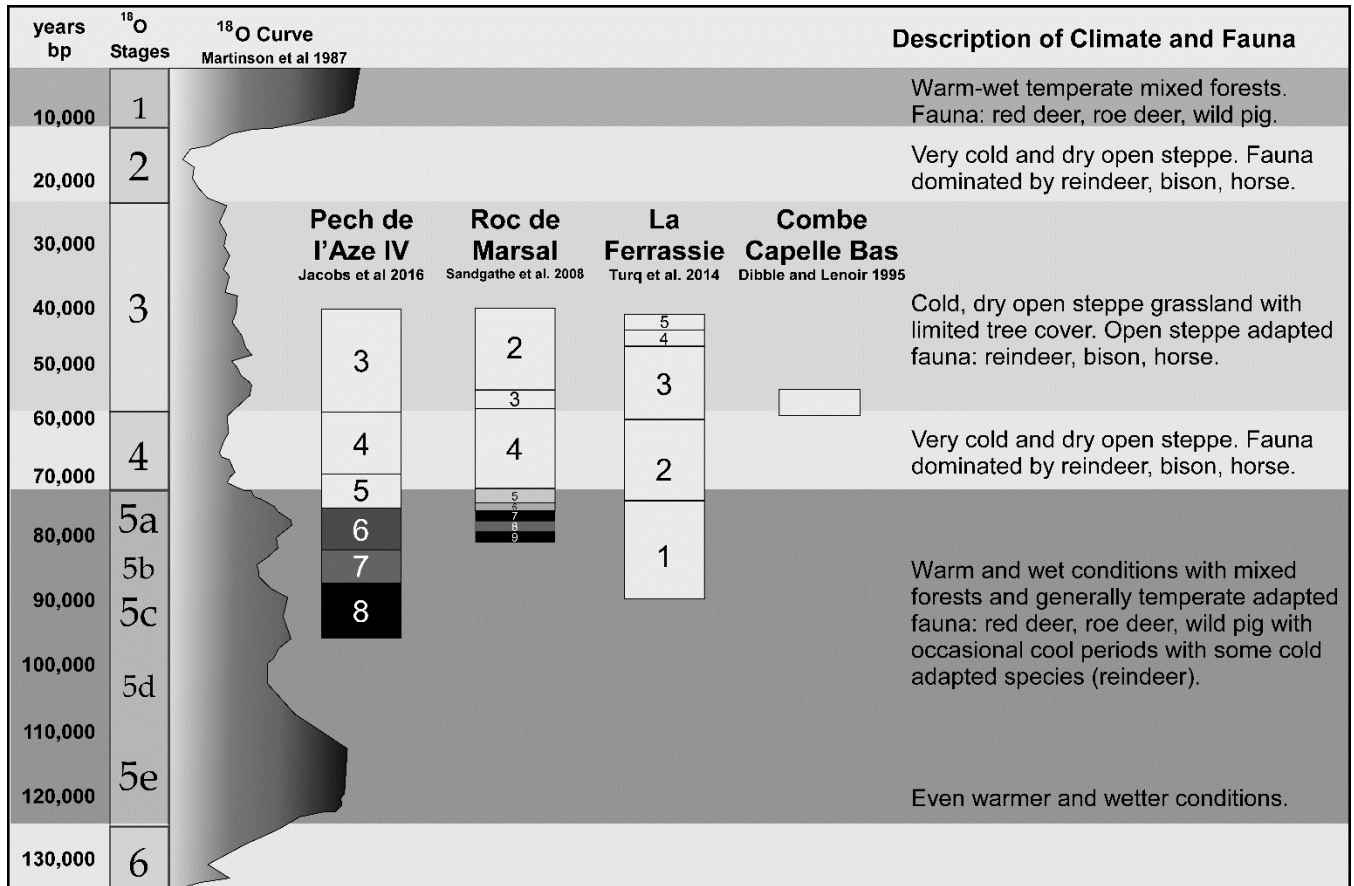 years
bp
18O
Stages
18O Curve
Martinson et al 1987
Description of Climate and Fauna
10,000
20,000
30,000
40,000
50,000
60,000
70,000
80,000
90,000
100,000
110,000
120,000
130,000
1
2
3
4
5a
5b
5c
5d
5e
6
Pech de
l'Aze IV
Jacobs et al 2016
3
4
5
6
7
8
Roc de
Marsal
Sandgathe et al. 2008
2
3
4
5
6
7
8
9
La
Ferrassie
Turq et al. 2014
5
4
3
2
1
Combe
Capelle Bas
Dibble and Lenoir 1995
Warm-wet temperate mixed forests.
Fauna: red deer, roe deer, wild pig.
Very cold and dry open steppe. Fauna
dominated by reindeer, bison, horse.
Cold, dry open steppe grassland with
limited tree cover. Open steppe adapted
fauna: reindeer, bison, horse.
Very cold and dry open steppe. Fauna
dominated by reindeer, bison, horse.
Warm and wet conditions with mixed
forests and generally temperate adapted
fauna: red deer, roe deer, wild pig with
occasional cool periods with some cold
adapted species (reindeer).
Even warmer and wetter conditions.